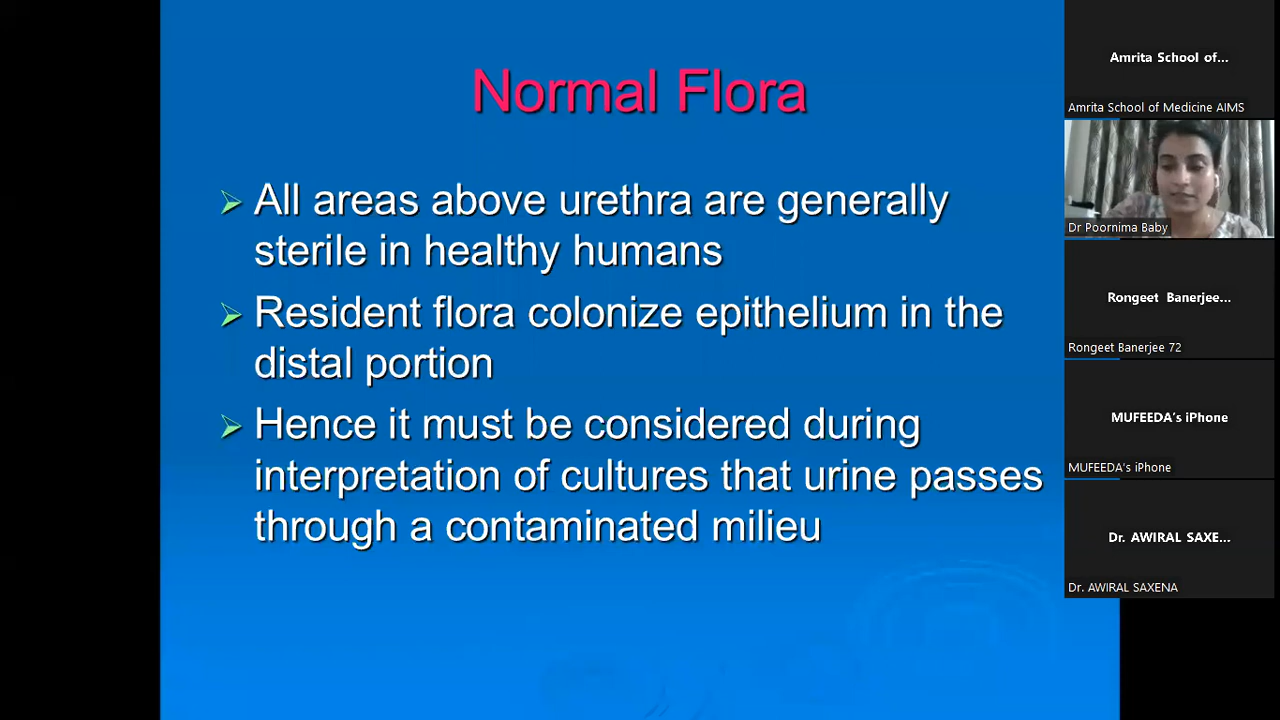 Normal Flora
All areas above urethra are generally
sterile in healthy humans
Resident flora colonize epithelium in the
distal portion
Hence it must be considered during
interpretation of cultures that urine passes
through a contaminated milieu
Amrita School of...
Amrita School of Medicine AIMS
Dr Poornima Baby
Rongeet Banerjee...
Rongeet Banerjee 72
MUFEEDA's iPhone
MUFEEDA's iPhone
Dr. AWIRAL SAXE...
Dr. AWIRAL SAXENA